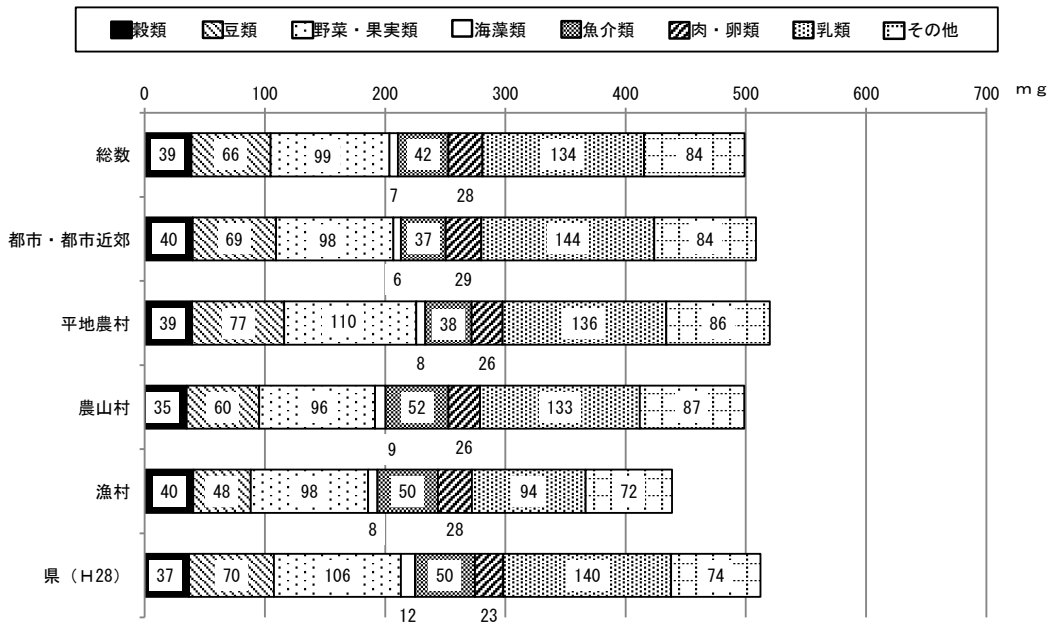 穀類 豆類 野菜・果実類 海藻類 魚介類 肉・卵類 乳類 その他
0 100 200 300 400 500 600 700 ｍｇ
総数 39 66 99 42 134 84
7 28
都市・都市近郊 40 69 98 37 144 84
6 29
平地農村 39 77 110 38 136 86
8 26
農山村 35 60 96 52 133 87
9 26
漁村 40 48 98 50 94 72
8 28
県（Ｈ28） 37 70 106 50 140 74
12 23